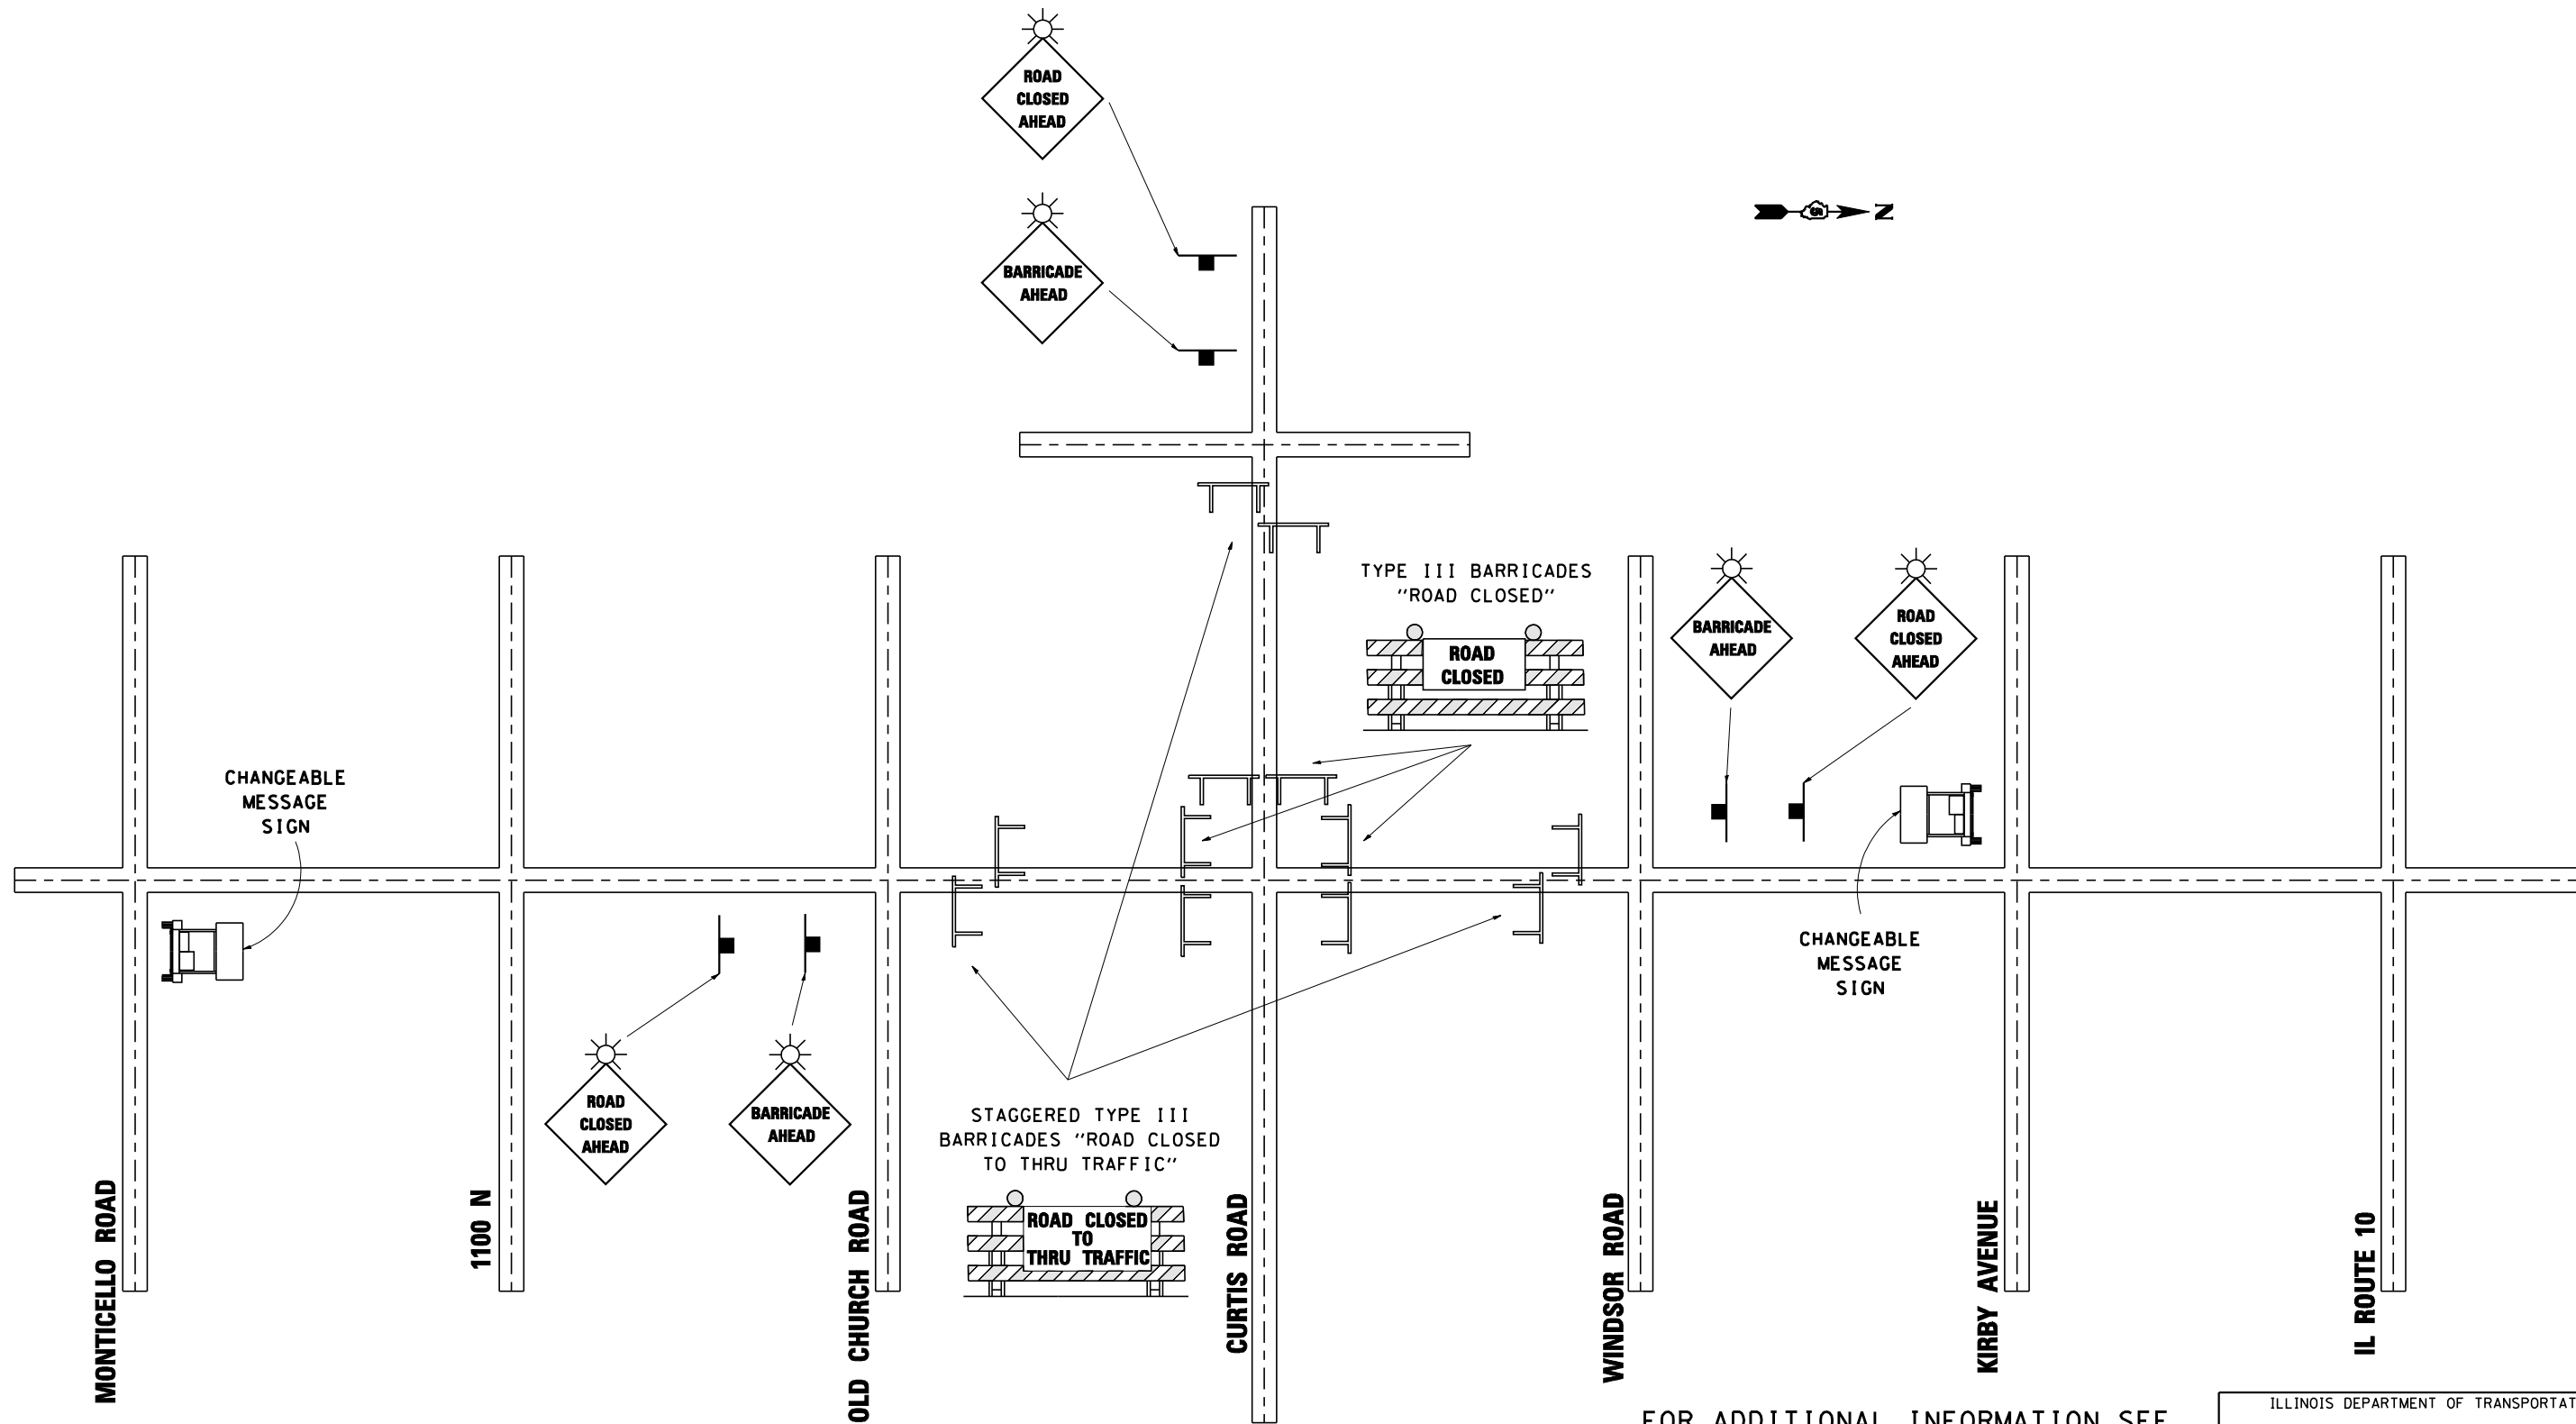 ROAD
CLOSED
AHEAD
BARRICADE
AHEAD
N
TYPE III BARRICADES
"ROAD CLOSED"
ROAD
CLOSED
BARRICADE
AHEAD
ROAD
CLOSED
AHEAD
CHANGEABLE
MESSAGE
SIGN
CHANGEABLE
MESSAGE
SIGN
ROAD
CLOSED
AHEAD
BARRICADE
AHEAD
STAGGERED TYPE III
BARRICADES "ROAD CLOSED
TO THRU TRAFFIC"
ROAD CLOSED
TO
THRU TRAFFIC
MONTICELLO ROAD
1100 N
OLD CHURCH ROAD
CURTIS ROAD
WINDSOR ROAD
KIRBY AVENUE
IL ROUTE 10
FOR ADDITIONAL INFORMATION SEE
ILLINOIS DEPARTMENT OF TRANSPORTAT